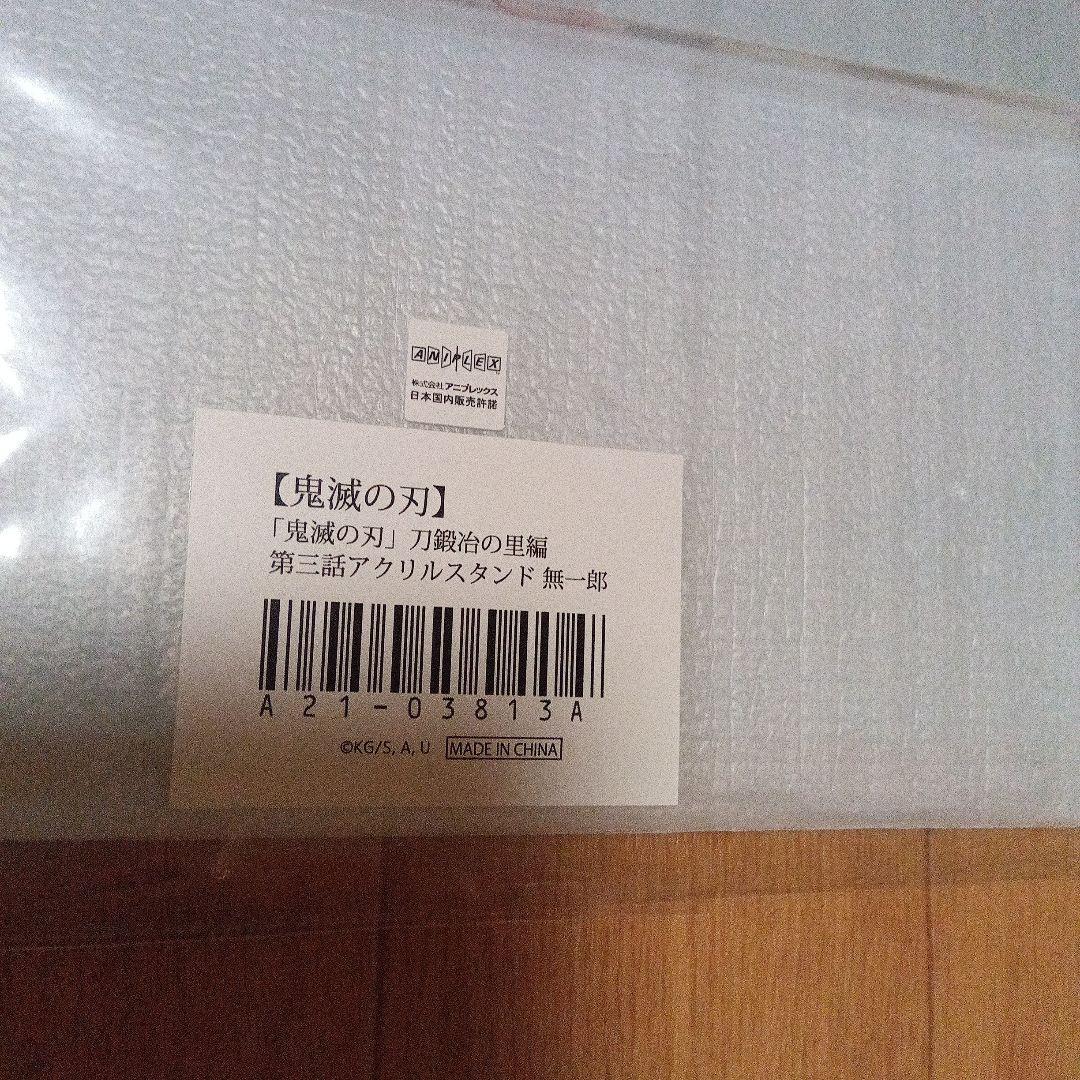 ANIPLEX
株式会社アニプレックス
日本国内販売許諾
【鬼滅の刃】
「鬼滅の刃」刀鍛冶の里編
第三話アクリルスタンド 無一郎
A21-03813A
©KG/S, A, U MADE IN CHINA